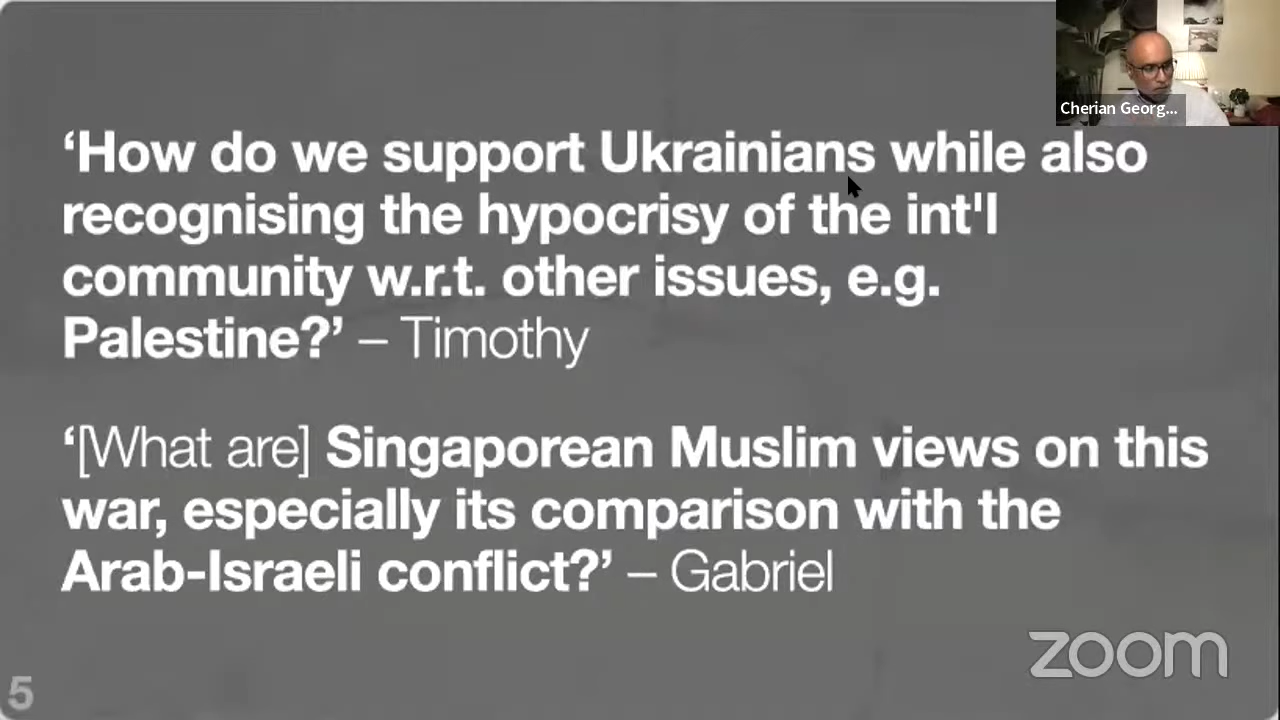 Cherian Georg...
‘How do we support Ukrainians while also
recognising the hypocrisy of the int'l
community w.r.t. other issues, e.g.
Palestine?’ – Timothy
‘[What are] Singaporean Muslim views on this
war, especially its comparison with the
Arab-Israeli conflict?’ – Gabriel
zoom
5